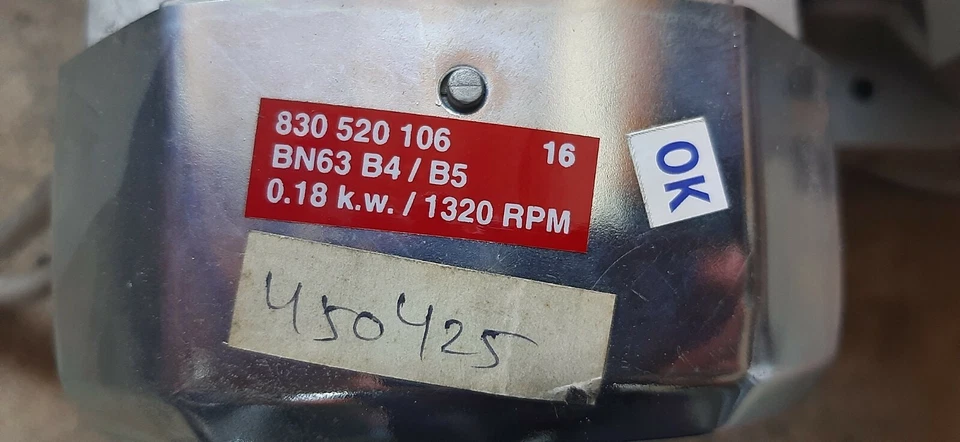 830 520 106 16
BN63 B4 / B5
0.18 k.w. / 1320 RPM
OK
450425